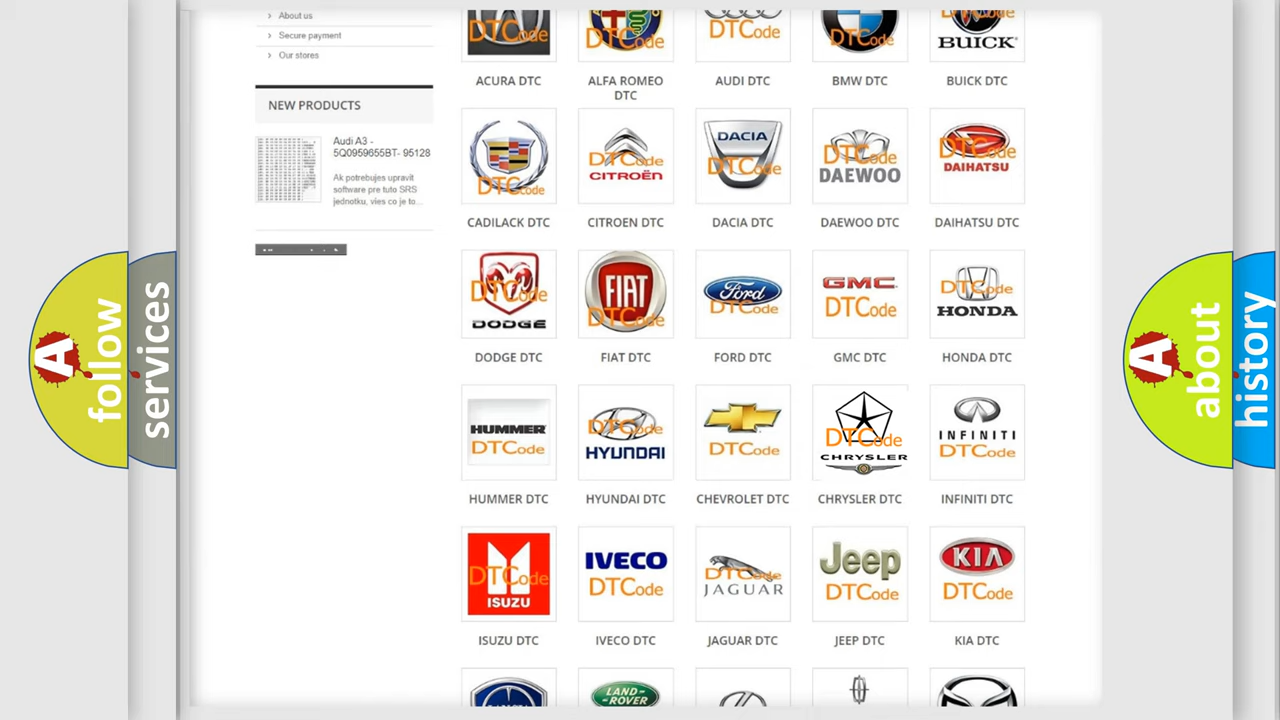 About us
Secure payment
Our stores
NEW PRODUCTS
Audi A3 -
5Q0959655BT- 95128
Ak potrebujes upravit
software pre tuto SRS
jednotku, vies co je to...
DTCode
DTCode
DTCode
DTCode
BUICK
ACURA DTC
ALFA ROMEO
DTC
AUDI DTC
BMW DTC
BUICK DTC
DTCode
DTCode
CITROËN
DACIA
DTCode
DTCode
DAEWOO
DTCode
DAIHATSU
CADILACK DTC
CITROEN DTC
DACIA DTC
DAEWOO DTC
DAIHATSU DTC
DTCode
DODGE
FIAT
DTCode
Ford
DTCode
GMC
DTCode
DTCode
HONDA
DODGE DTC
FIAT DTC
FORD DTC
GMC DTC
HONDA DTC
HUMMER
DTCode
DTCode
HYUNDAI
DTCode
DTCode
CHRYSLER
INFINITI
DTCode
HUMMER DTC
HYUNDAI DTC
CHEVROLET DTC
CHRYSLER DTC
INFINITI DTC
DTCode
ISUZU
IVECO
DTCode
DTCode
JAGUAR
Jeep
DTCode
KIA
DTCode
ISUZU DTC
IVECO DTC
JAGUAR DTC
JEEP DTC
KIA DTC
LAND-
ROVER
A
follow
services
A
about
history